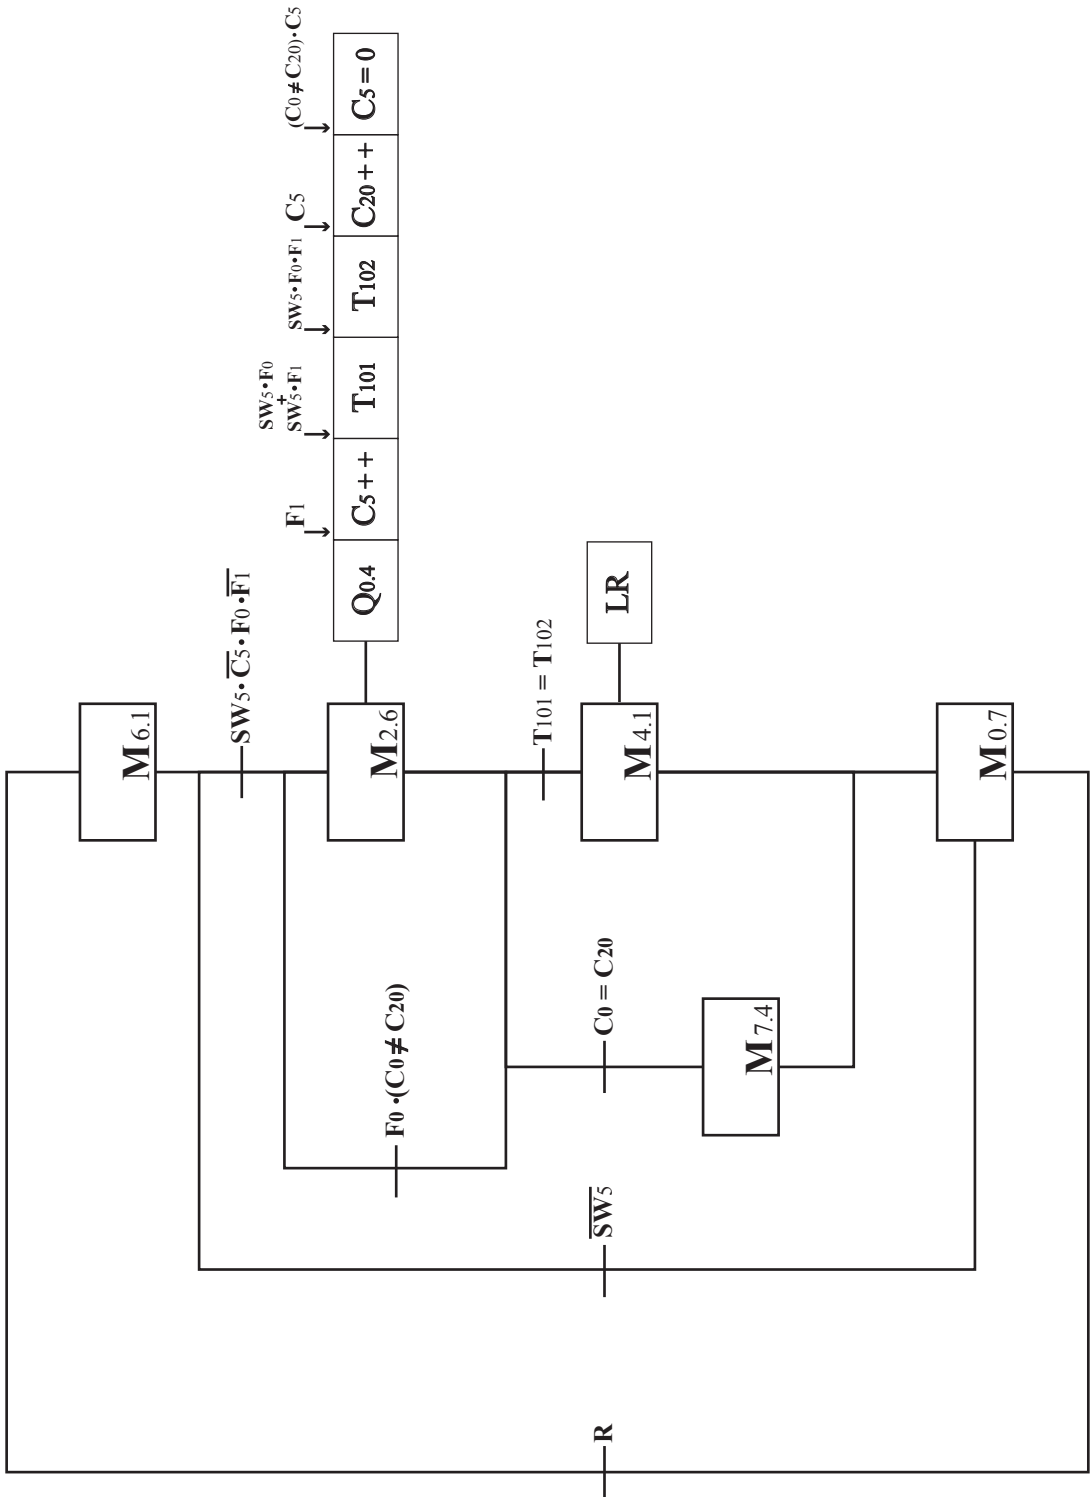 M6.1
SW5·C̅5·F0·F̅1
M2.6
Q0.4
F1
C5++
SW5·F0
+
SW5·F1
T101
SW5·F0·F1
T102
C5
C20++
(C0≠C20)·C5
C5=0
F0·(C0≠C20)
T101 = T102
M4.1
LR
C0 = C20
M7.4
S̅W̅5
M0.7
R